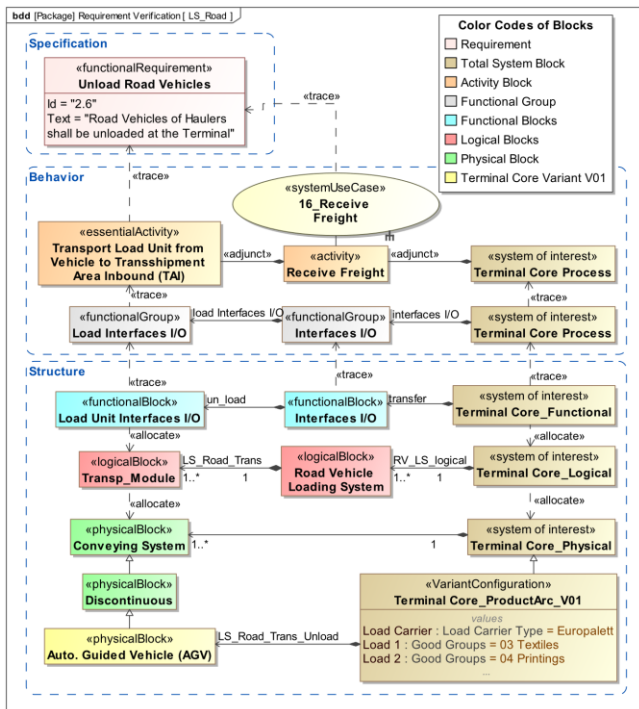 bdd [Package] Requirement Verification [ LS_Road ]
Specification
«functionalRequirement»
Unload Road Vehicles
Id = "2.6"
Text = "Road Vehicles of Haulers
shall be unloaded at the Terminal"
«trace»
Color Codes of Blocks
Requirement
Total System Block
Activity Block
Functional Group
Functional Blocks
Logical Blocks
Physical Block
Terminal Core Variant V01
Behavior
«trace»
«systemUseCase»
16_Receive
Freight
«essentialActivity»
Transport Load Unit from
Vehicle to Transshipment
Area Inbound (TAI)
«adjunct»
«activity»
Receive Freight
«adjunct»
«system of interest»
Terminal Core Process
«trace»
«trace»
«functionalGroup»
Load Interfaces I/O
load Interfaces I/O
«functionalGroup»
Interfaces I/O
interfaces I/O
«system of interest»
Terminal Core Process
Structure
«trace»
«trace»
«trace»
«functionalBlock»
Load Unit Interfaces I/O
un_load
«functionalBlock»
Interfaces I/O
transfer
«system of interest»
Terminal Core_Functional
«allocate»
«allocate»
«logicalBlock»
Transp_Module
LS_Road_Trans
1..*
1
«logicalBlock»
Road Vehicle
Loading System
RV_LS_logical
1..*
1
«system of interest»
Terminal Core_Logical
«allocate»
«allocate»
«physicalBlock»
Conveying System
1..*
1
«system of interest»
Terminal Core_Physical
«physicalBlock»
Discontinuous
«physicalBlock»
Auto. Guided Vehicle (AGV)
LS_Road_Trans_Unload
«VariantConfiguration»
Terminal Core_ProductArc_V01
values
Load Carrier : Load Carrier Type = Europalett
Load 1 : Good Groups = 03 Textiles
Load 2 : Good Groups = 04 Printings
...